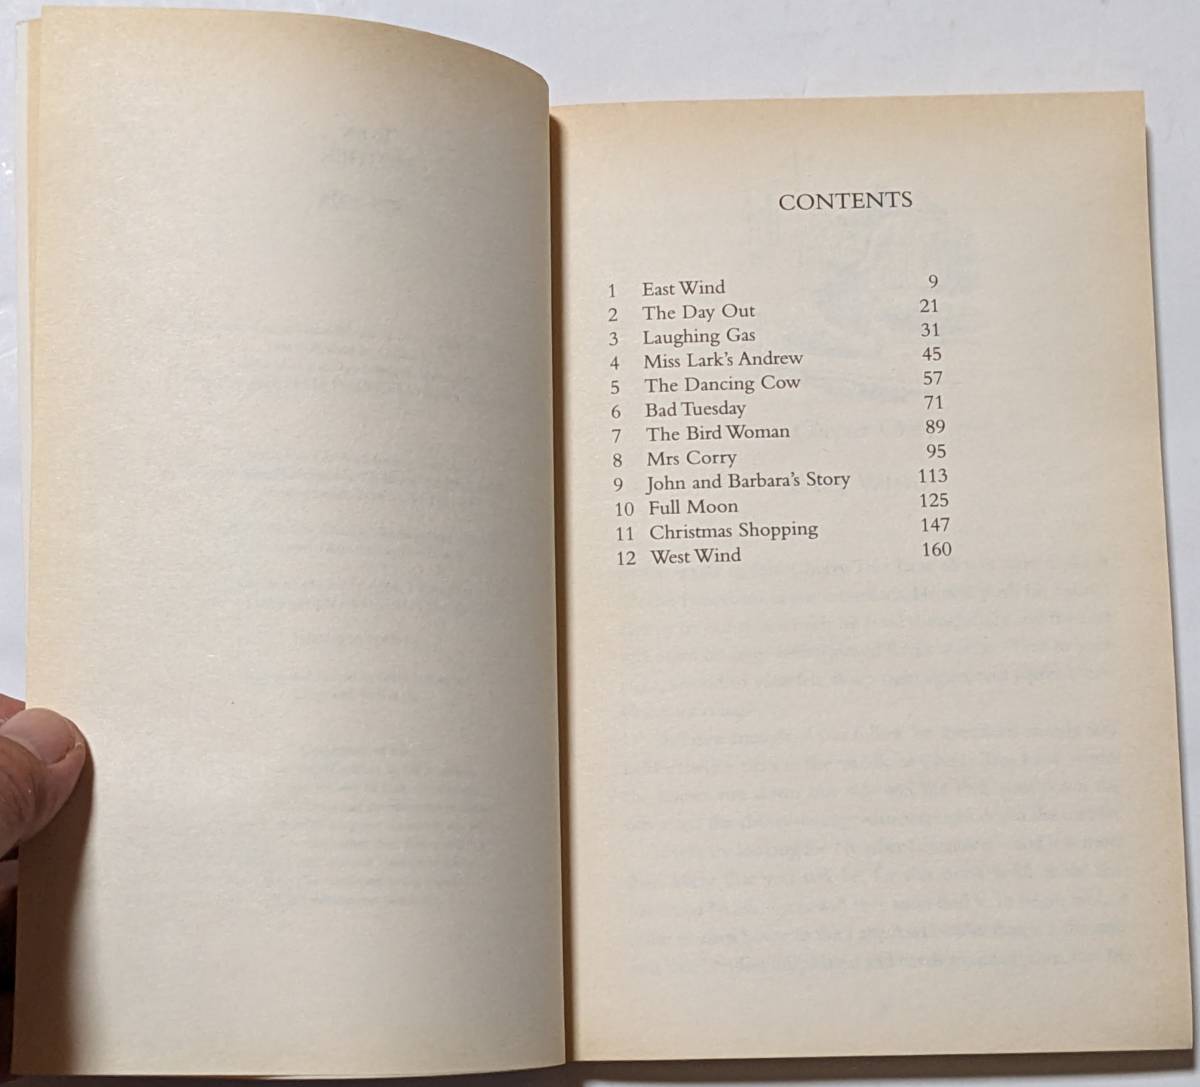 CONTENTS
1 East Wind 9
2 The Day Out 21
3 Laughing Gas 31
4 Miss Lark's Andrew 45
5 The Dancing Cow 57
6 Bad Tuesday 71
7 The Bird Woman 89
8 Mrs Corry 95
9 John and Barbara's Story 113
10 Full Moon 125
11 Christmas Shopping 147
12 West Wind 160